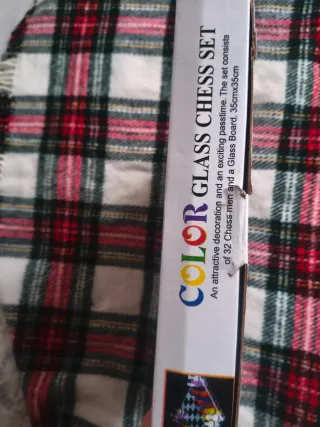 COLOR GLASS CHESS SET
An attractive decoration and an exciting passtime. The set consists
of 32 Chess men and a Glass Board. 35cmx35cm